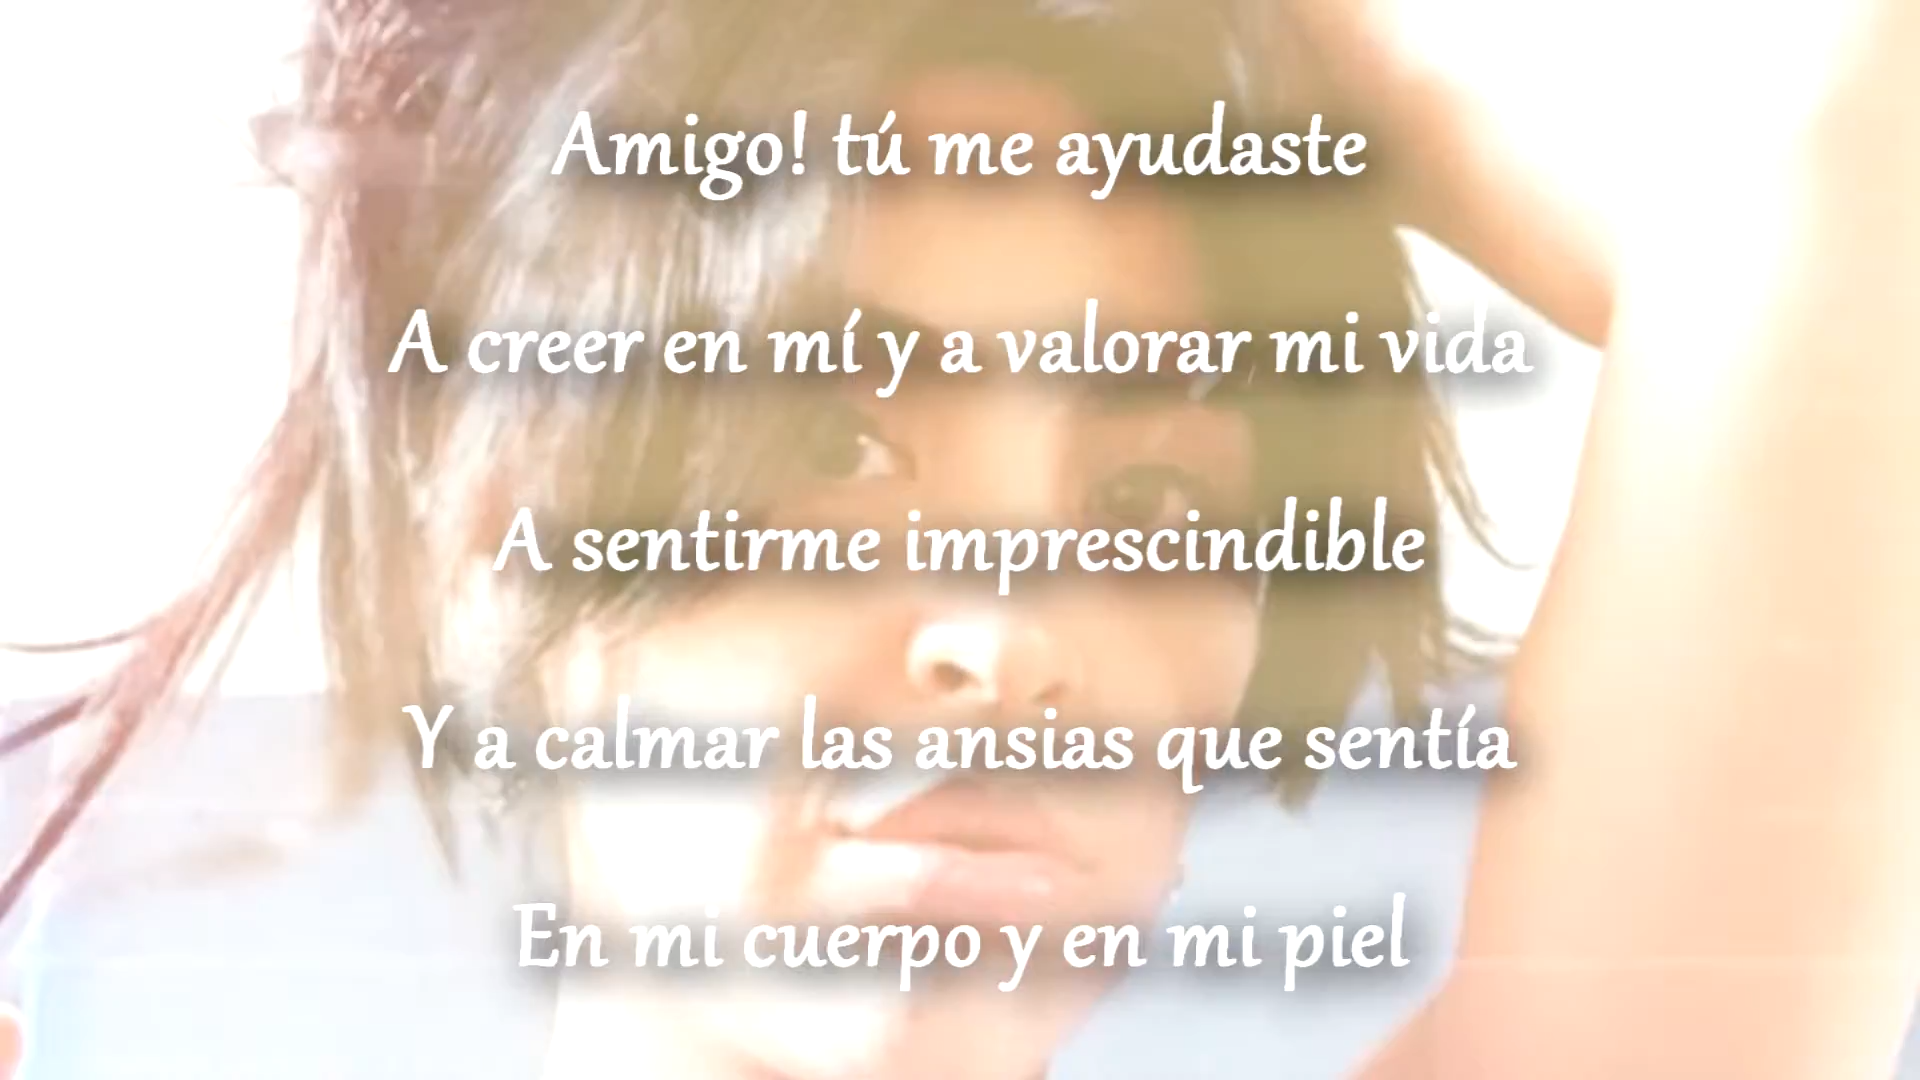 Amigo! tú me ayudaste
A creer en mí y a valorar mi vida
A sentirme imprescindible
Y a calmar las ansias que sentía
En mi cuerpo y en mi piel